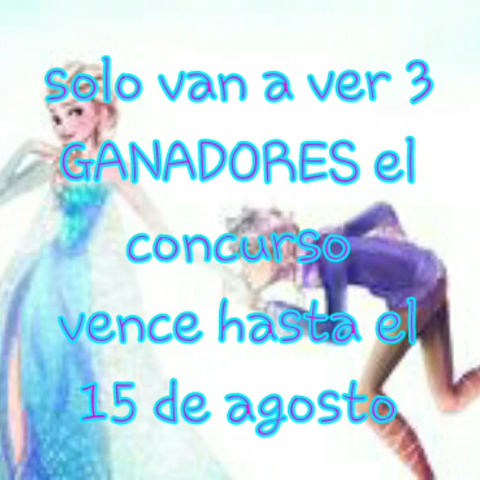 solo van a ver 3
GANADORES el
concurso
vence hasta el
15 de agosto